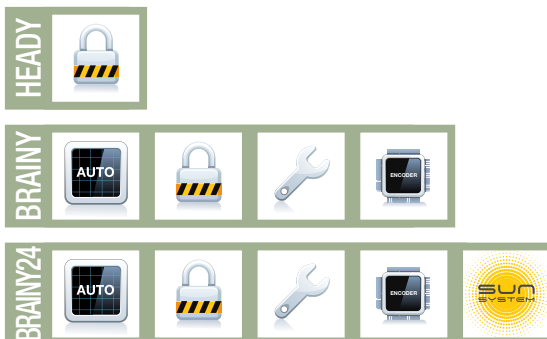 HEADY
BRAINY
AUTO
ENCODER
BRAINY24
AUTO
ENCODER
SUN
SYSTEM